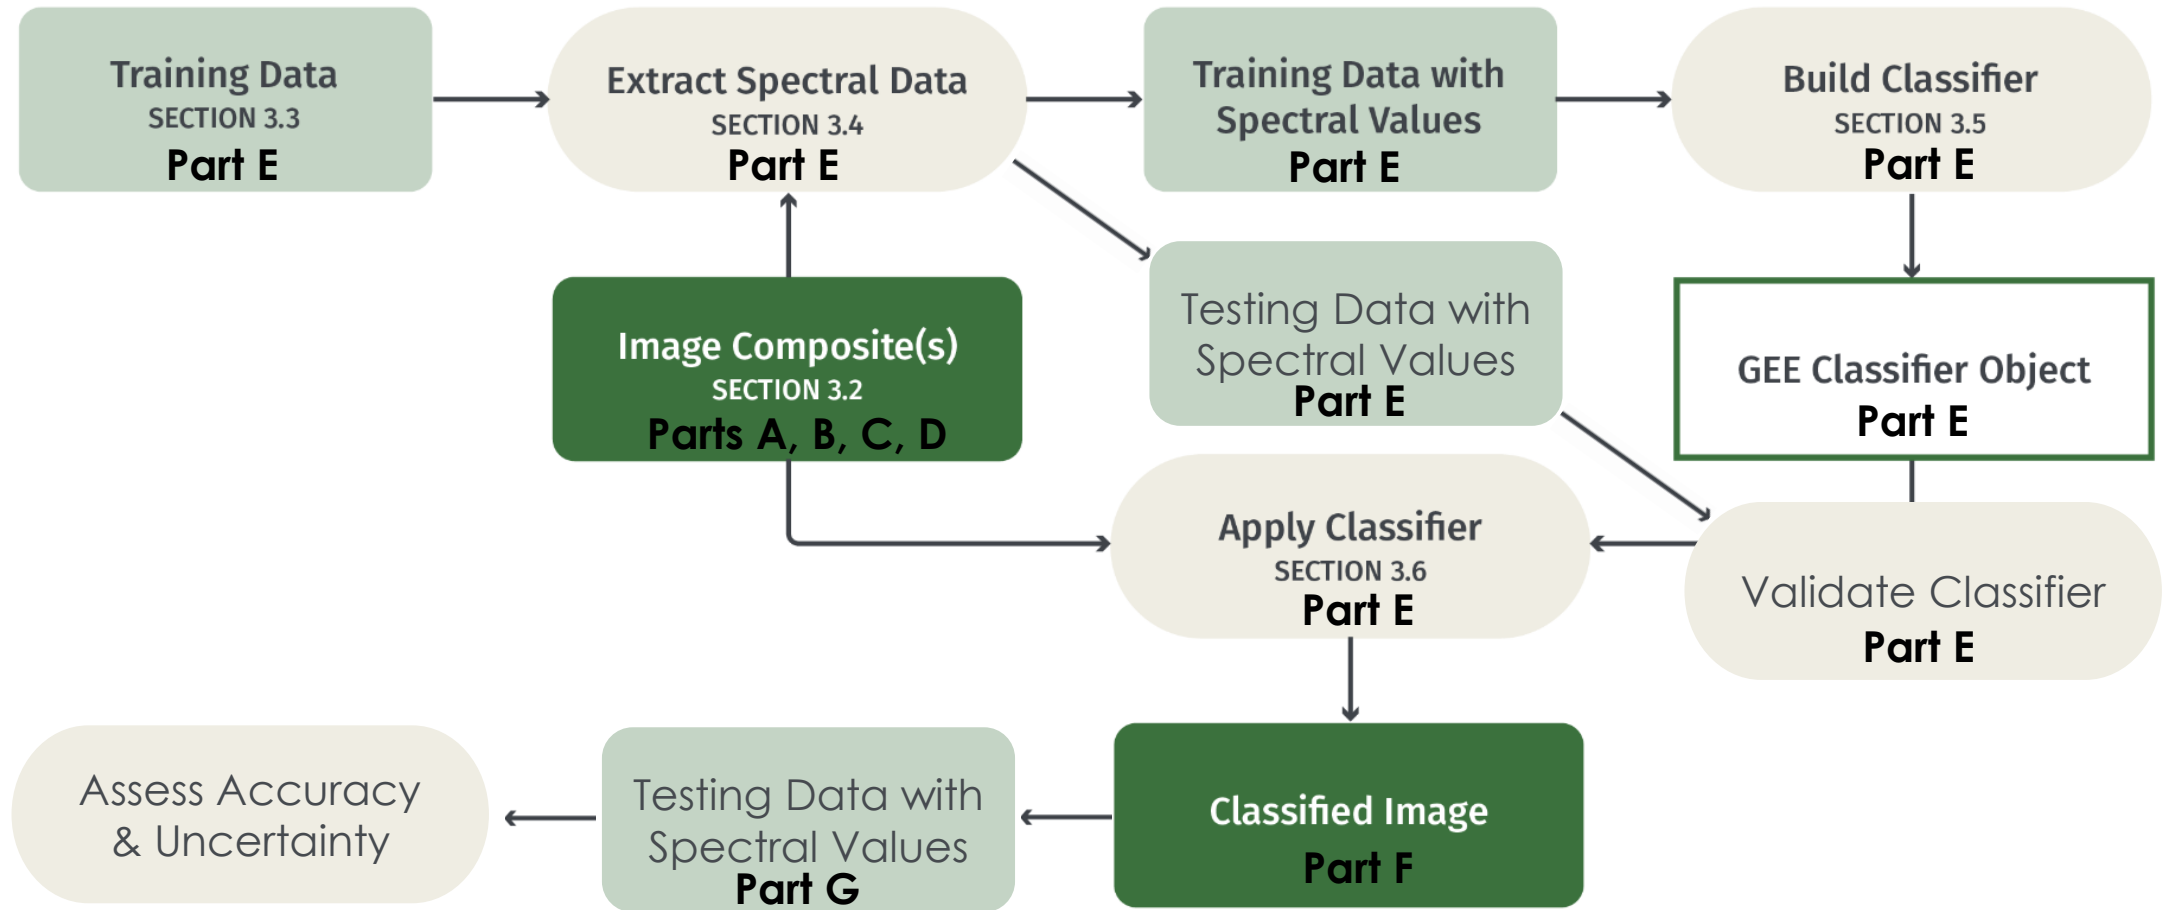 Training Data
SECTION 3.3
Part E
Extract Spectral Data
SECTION 3.4
Part E
Training Data with
Spectral Values
Part E
Build Classifier
SECTION 3.5
Part E
Image Composite(s)
SECTION 3.2
Parts A, B, C, D
Testing Data with
Spectral Values
Part E
GEE Classifier Object
Part E
Apply Classifier
SECTION 3.6
Part E
Validate Classifier
Part E
Assess Accuracy
& Uncertainty
Testing Data with
Spectral Values
Part G
Classified Image
Part F